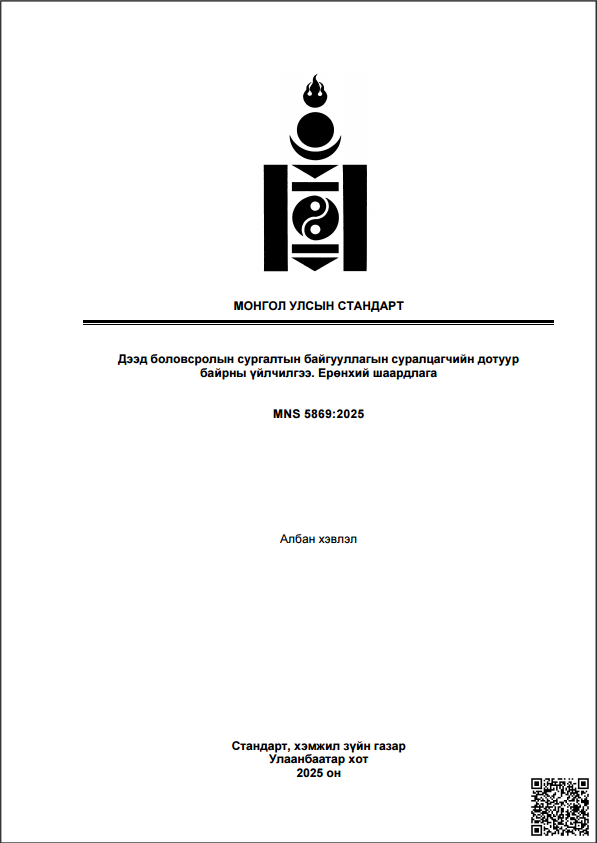 МОНГОЛ УЛСЫН СТАНДАРТ
Дээд боловсролын сургалтын байгууллагын суралцагчийн дотуур
байрны үйлчилгээ. Ерөнхий шаардлага
MNS 5869:2025
Албан хэвлэл
Стандарт, хэмжил зүйн газар
Улаанбаатар хот
2025 он